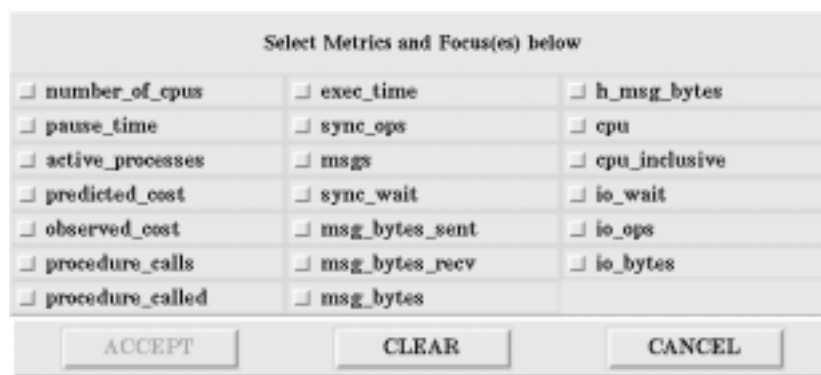 Select Metrics and Focus(es) below
number_of_cpus exec_time h_msg_bytes
pause_time sync_ops cpu
active_processes msgs cpu_inclusive
predicted_cost sync_wait io_wait
observed_cost msg_bytes_sent io_ops
procedure_calls msg_bytes_recv io_bytes
procedure_called msg_bytes
ACCEPT CLEAR CANCEL